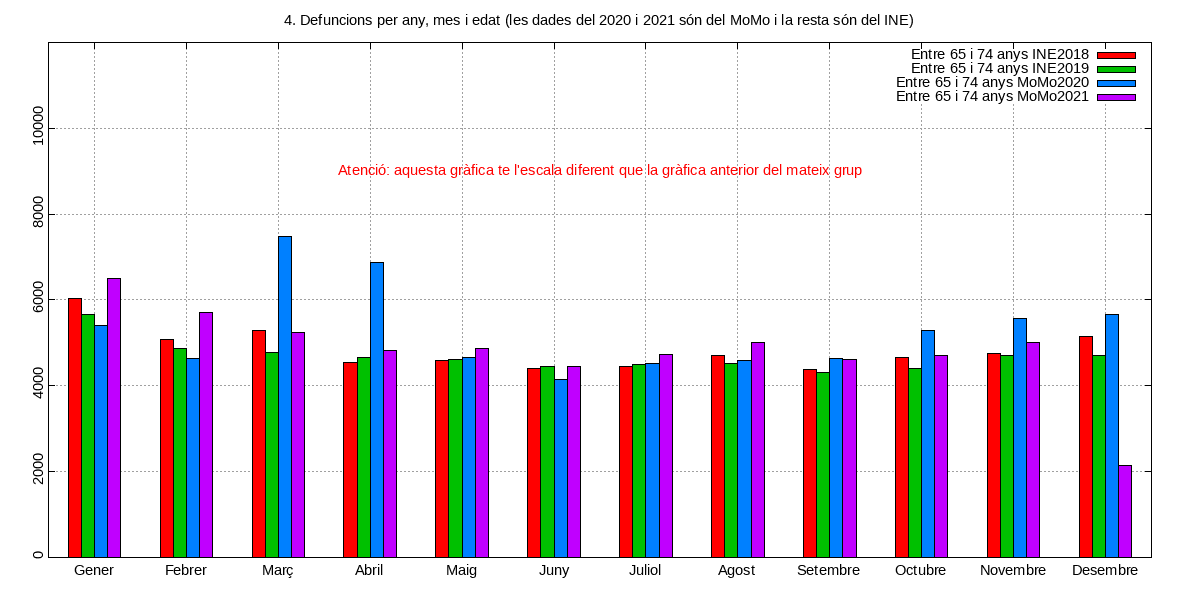 4. Defuncions per any, mes i edat (les dades del 2020 i 2021 són del MoMo i la resta són del INE)
Entre 65 i 74 anys INE2018
Entre 65 i 74 anys INE2019
Entre 65 i 74 anys MoMo2020
Entre 65 i 74 anys MoMo2021
Atenció: aquesta gràfica te l'escala diferent que la gràfica anterior del mateix grup
10000
8000
6000
4000
2000
0
Gener Febrer Març Abril Maig Juny Juliol Agost Setembre Octubre Novembre Desembre